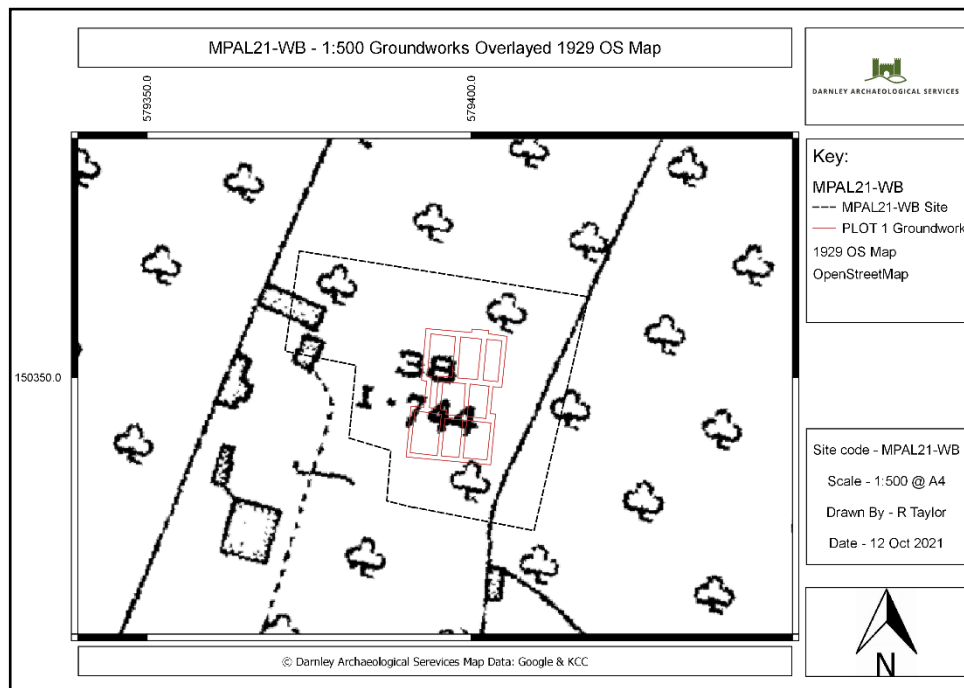 MPAL21-WB - 1:500 Groundworks Overlayed 1929 OS Map
DARNLEY ARCHAEOLOGICAL SERVICES
579350.0
579400.0
Key:
MPAL21-WB
MPAL21-WB Site
PLOT 1 Groundwork
1929 OS Map
OpenStreetMap
150350.0
38
1.744
Site code - MPAL21-WB
Scale - 1:500 @ A4
Drawn By - R Taylor
Date - 12 Oct 2021
N
© Darnley Archaeological Serevices Map Data: Google & KCC